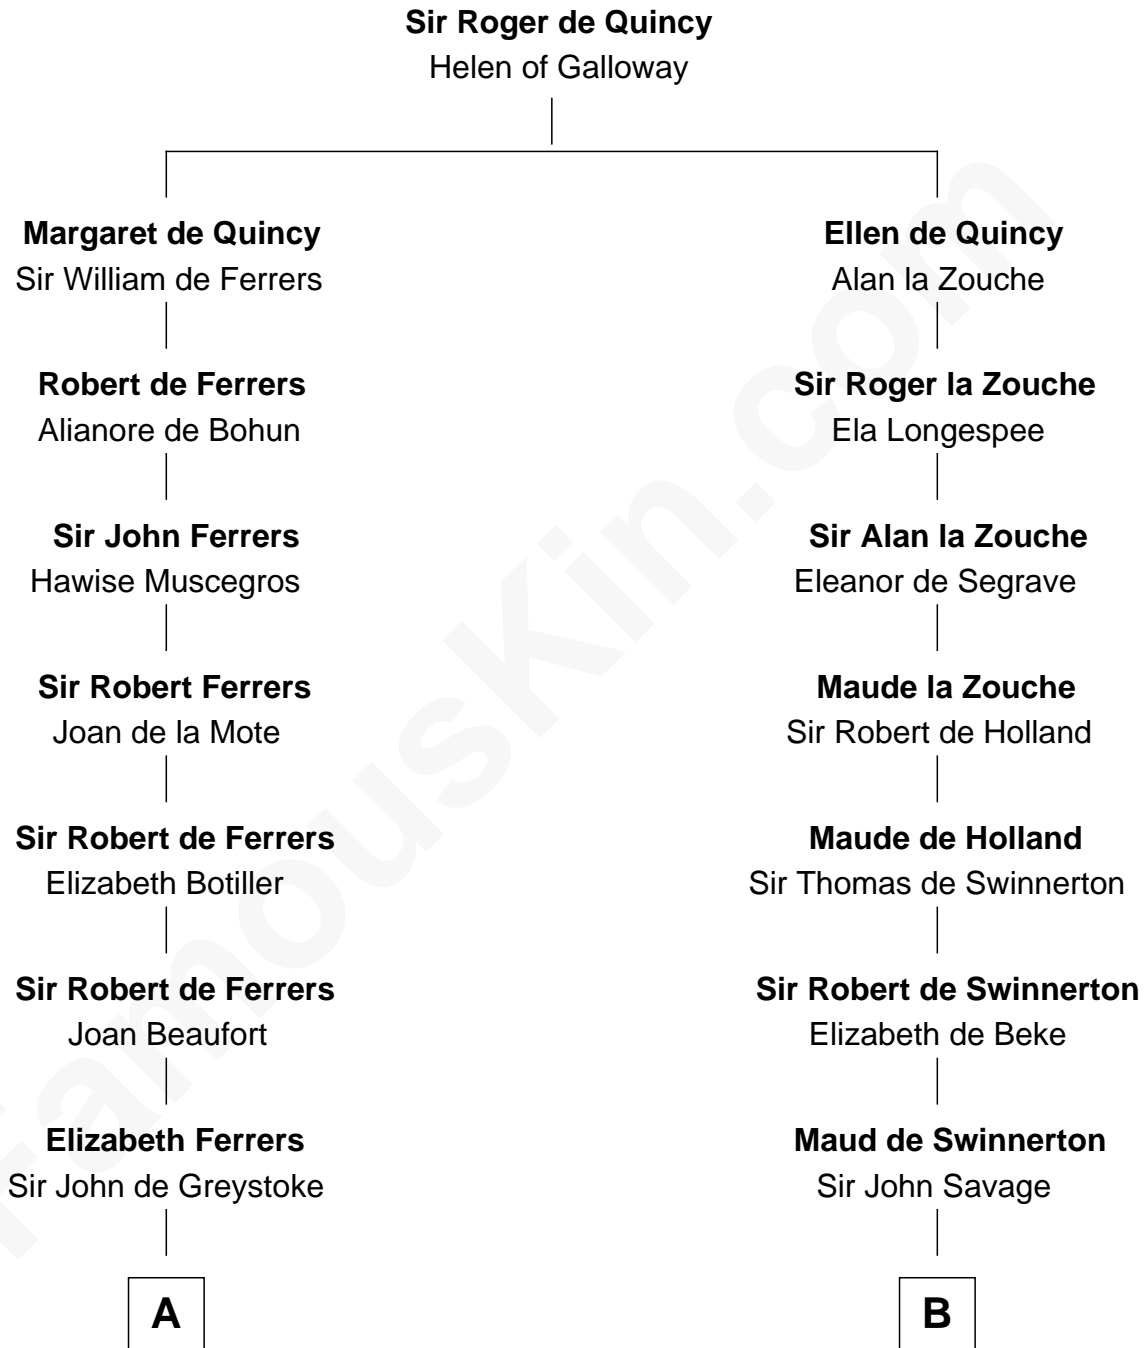 Sir Roger de Quincy
Helen of Galloway
Margaret de Quincy
Sir William de Ferrers
Ellen de Quincy
Alan la Zouche
Robert de Ferrers
Alianore de Bohun
Sir Roger la Zouche
Ela Longespee
Sir John Ferrers
Hawise Muscegros
Sir Alan la Zouche
Eleanor de Segrave
Sir Robert Ferrers
Joan de la Mote
Maude la Zouche
Sir Robert de Holland
Sir Robert de Ferrers
Elizabeth Botiller
Maude de Holland
Sir Thomas de Swinnerton
Sir Robert de Ferrers
Joan Beaufort
Sir Robert de Swinnerton
Elizabeth de Beke
Elizabeth Ferrers
Sir John de Greystoke
Maud de Swinnerton
Sir John Savage
A
B
FamousKin.com